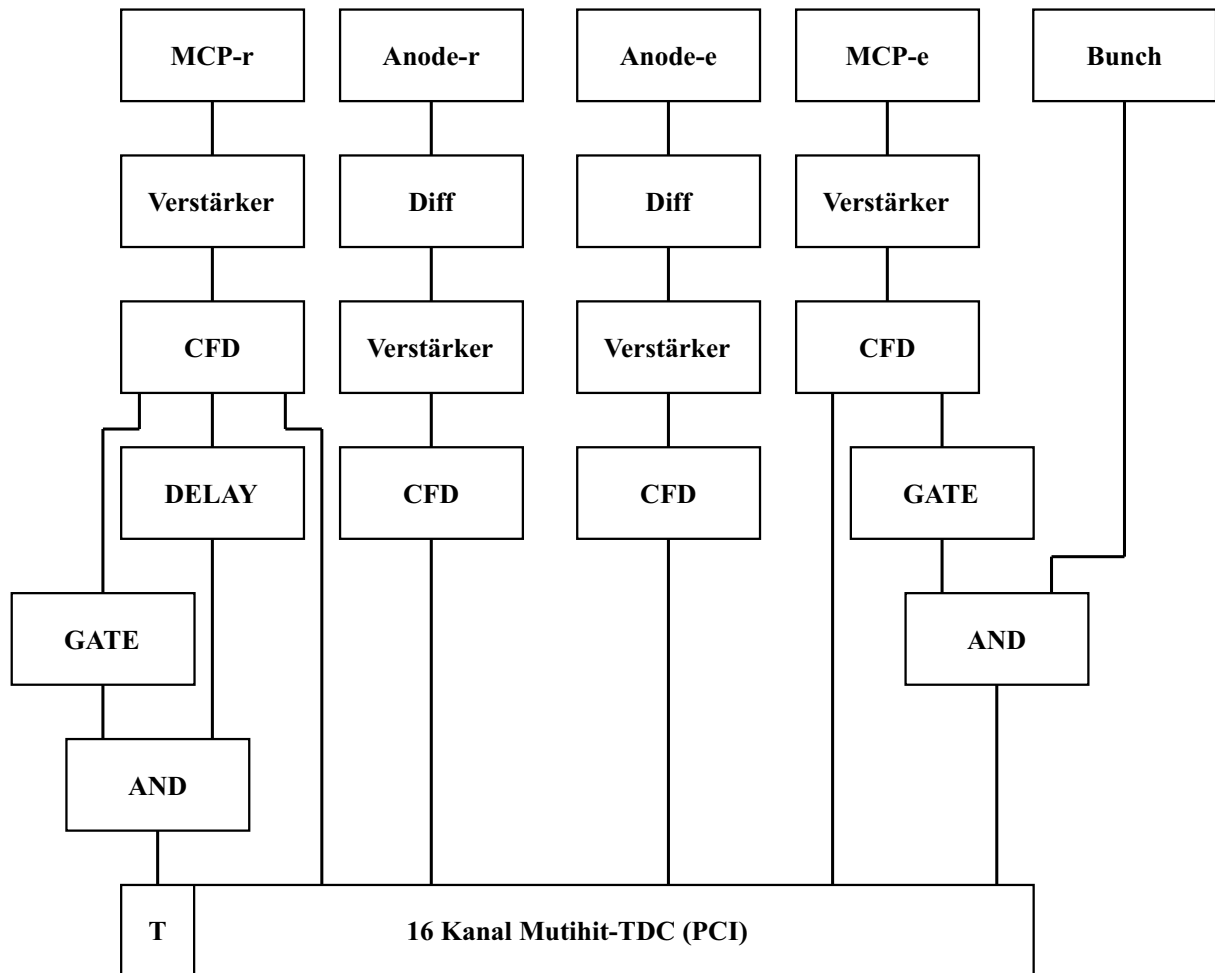 MCP-r
Anode-r
Anode-e
MCP-e
Bunch
Verstärker
Diff
Diff
Verstärker
CFD
Verstärker
Verstärker
CFD
DELAY
CFD
CFD
GATE
GATE
AND
AND
T
16 Kanal Mutihit-TDC (PCI)